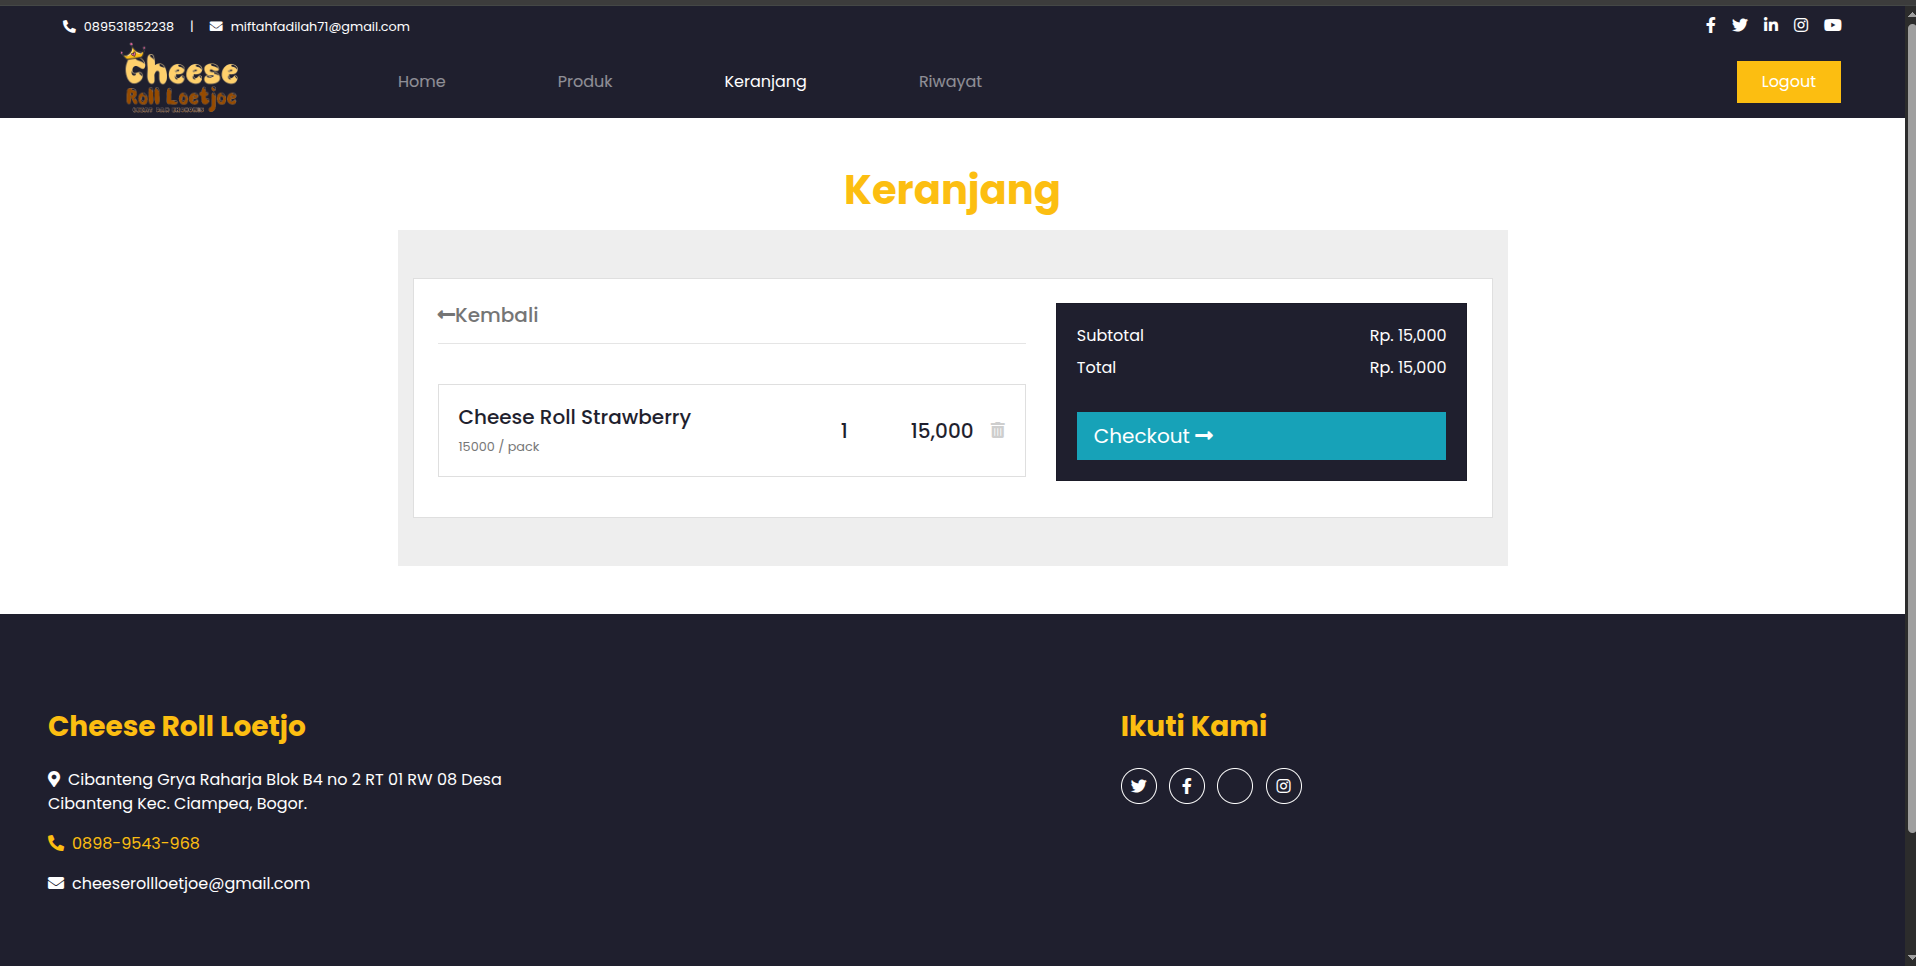 089531852238 | miftahfadilah71@gmail.com
Cheese
Roll Loetjoe
Home Produk Keranjang Riwayat Logout
Keranjang
Kembali
Subtotal Rp. 15,000
Total Rp. 15,000
Checkout
Cheese Roll Strawberry 1 15,000
15000 / pack
Cheese Roll Loetjo
Cibanteng Grya Raharja Blok B4 no 2 RT 01 RW 08 Desa
Cibanteng Kec. Ciampea, Bogor.
0898-9543-968
cheeserollloetjoe@gmail.com
Ikuti Kami